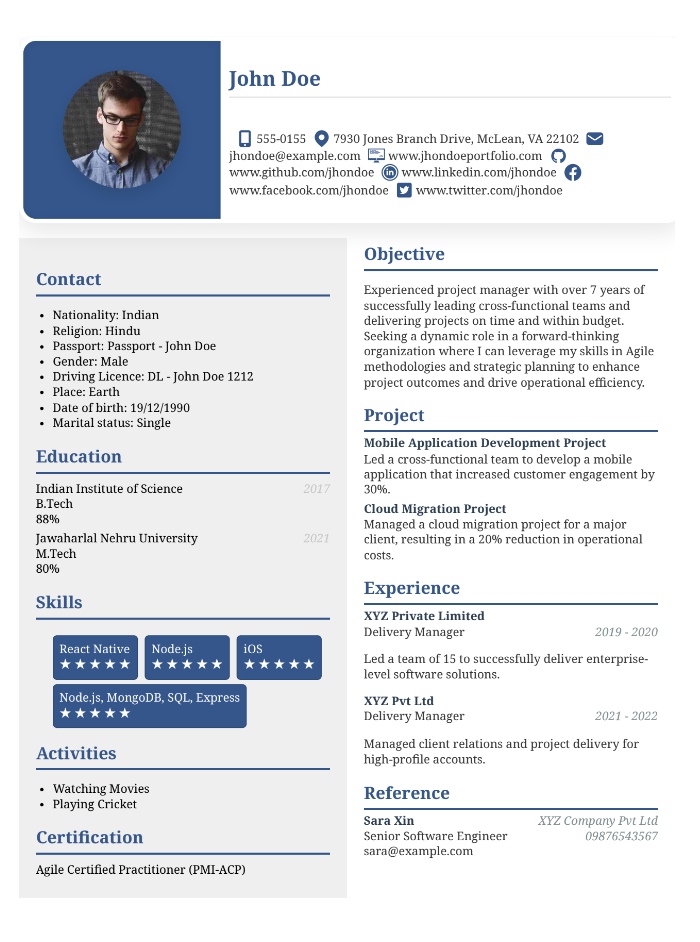 John Doe
555-0155 7930 Jones Branch Drive, McLean, VA 22102
jhondoe@example.com www.jhondoeportfolio.com
www.github.com/jhondoe www.linkedin.com/jhondoe
www.facebook.com/jhondoe www.twitter.com/jhondoe
Contact
• Nationality: Indian
• Religion: Hindu
• Passport: Passport - John Doe
• Gender: Male
• Driving Licence: DL - John Doe 1212
• Place: Earth
• Date of birth: 19/12/1990
• Marital status: Single
Education
Indian Institute of Science 2017
B.Tech
88%
Jawaharlal Nehru University 2021
M.Tech
80%
Skills
React Native Node.js iOS
★★★★★ ★★★★★ ★★★★★
Node.js, MongoDB, SQL, Express
★★★★★
Activities
• Watching Movies
• Playing Cricket
Certification
Agile Certified Practitioner (PMI-ACP)
Objective
Experienced project manager with over 7 years of
successfully leading cross-functional teams and
delivering projects on time and within budget.
Seeking a dynamic role in a forward-thinking
organization where I can leverage my skills in Agile
methodologies and strategic planning to enhance
project outcomes and drive operational efficiency.
Project
Mobile Application Development Project
Led a cross-functional team to develop a mobile
application that increased customer engagement by
30%.
Cloud Migration Project
Managed a cloud migration project for a major
client, resulting in a 20% reduction in operational
costs.
Experience
XYZ Private Limited
Delivery Manager 2019 - 2020
Led a team of 15 to successfully deliver enterprise-
level software solutions.
XYZ Pvt Ltd
Delivery Manager 2021 - 2022
Managed client relations and project delivery for
high-profile accounts.
Reference
Sara Xin XYZ Company Pvt Ltd
Senior Software Engineer 09876543567
sara@example.com